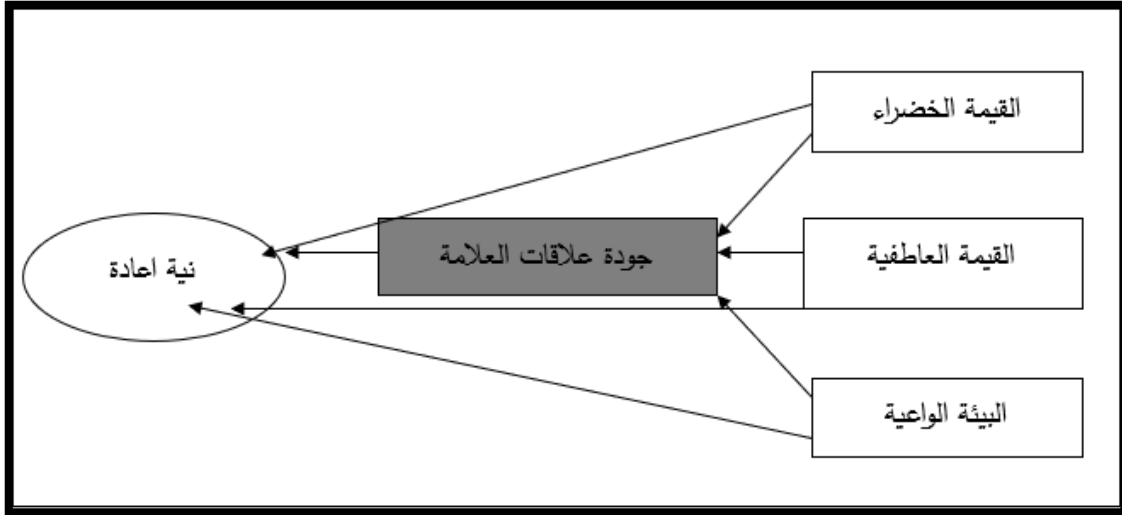 القيمة الخضراء
القيمة العاطفية
جودة علاقات العلامة
نية اعادة
البيئة الواعية